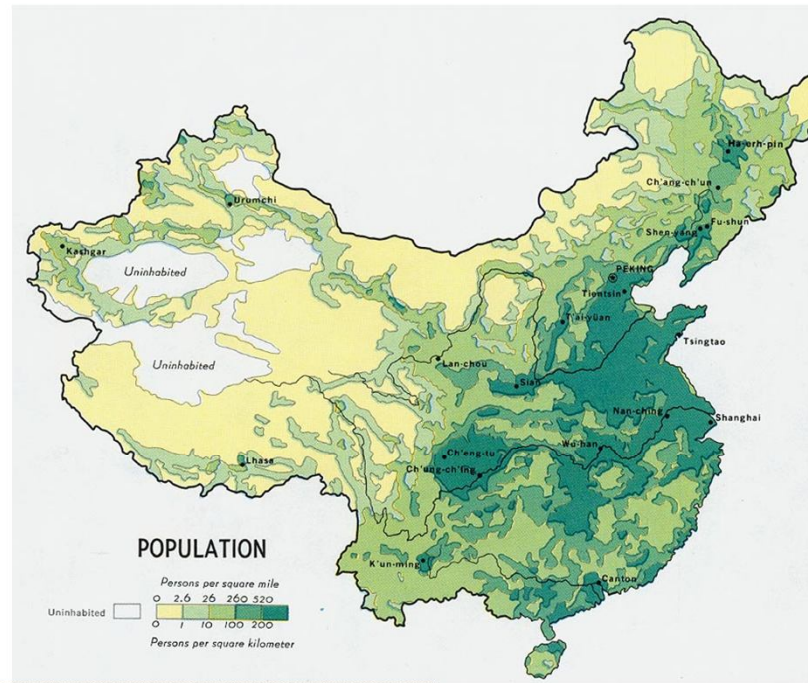 Ha-erh-pin
Ch'ang-ch'un
Urumchi
Fu-shun
Shen-yang
Kashgar
Uninhabited
PEKING
Tientsin
T'ai-yüan
Tsingtao
Uninhabited
Lan-chou
Sian
Nan-ching
Shanghai
Wu-han
Ch'eng-tu
Lhasa
Ch'ung-ch'ing
POPULATION
K'un-ming
Persons per square mile
Canton
0 2.6 26 260 520
Uninhabited
0 10 100 200
Persons per square kilometer